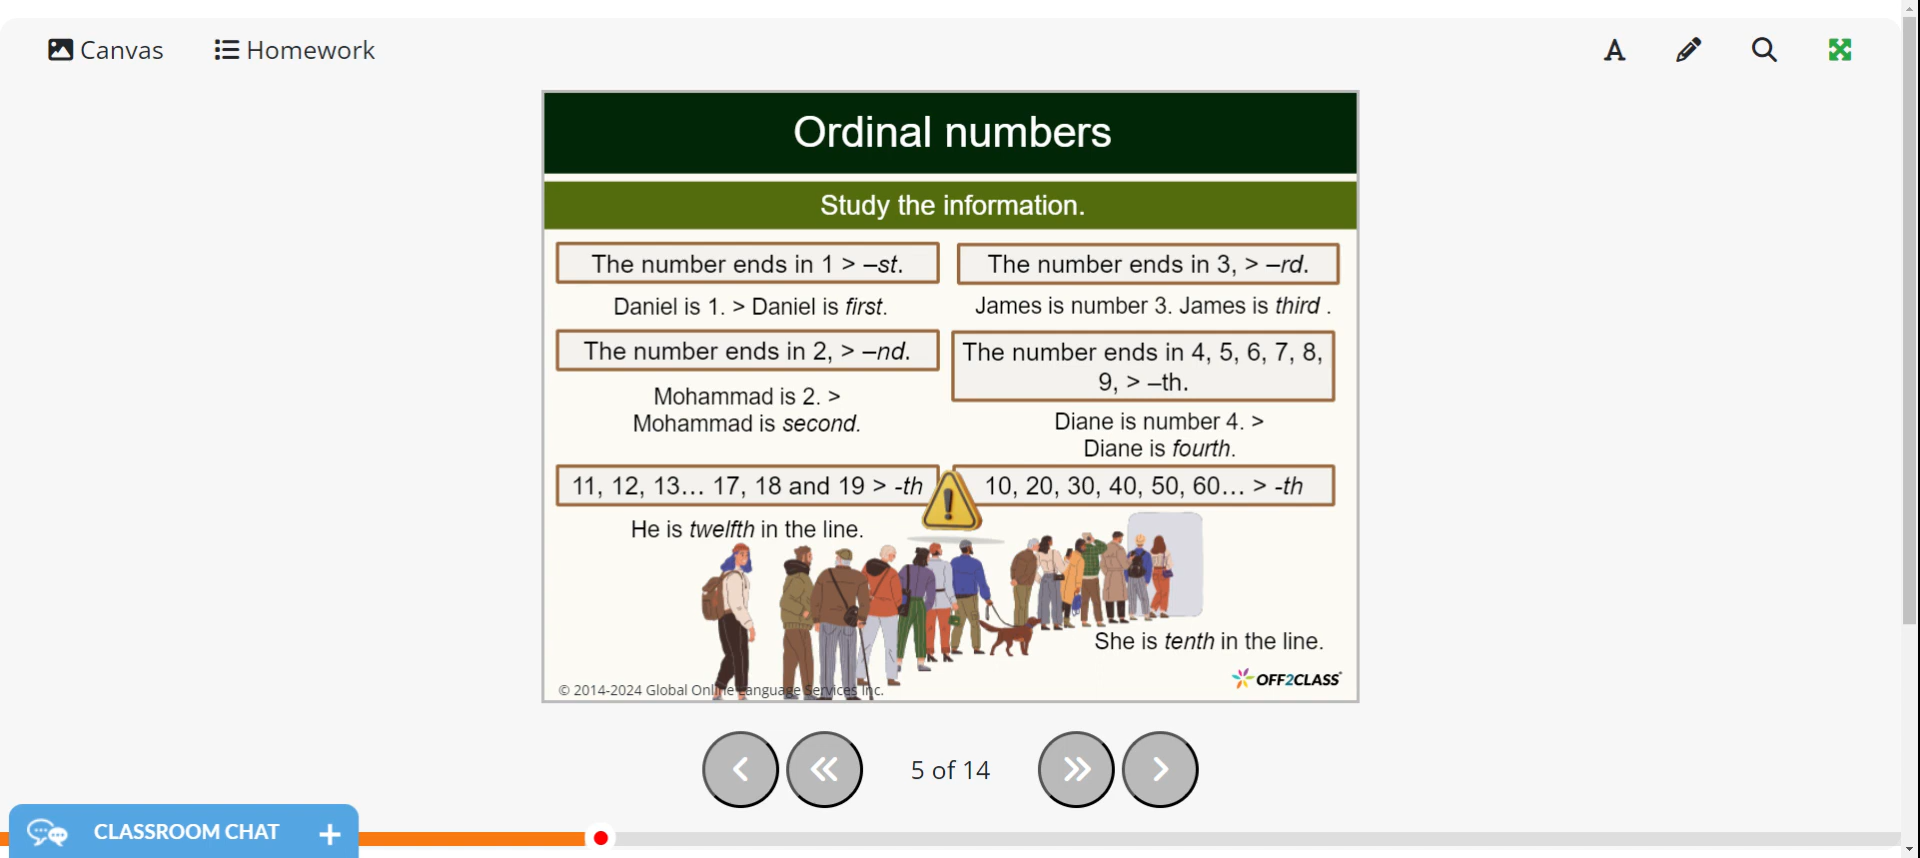 Canvas
Homework
Ordinal numbers
Study the information.
The number ends in 1 > –st.
Daniel is 1. > Daniel is first.
The number ends in 2, > –nd.
Mohammad is 2. >
Mohammad is second.
The number ends in 3, > –rd.
James is number 3. James is third .
The number ends in 4, 5, 6, 7, 8,
9, > –th.
Diane is number 4. >
Diane is fourth.
11, 12, 13... 17, 18 and 19 > -th
10, 20, 30, 40, 50, 60... > -th
He is twelfth in the line.
She is tenth in the line.
© 2014-2024 Global Online Language Services Inc.
OFF2CLASS
5 of 14
CLASSROOM CHAT